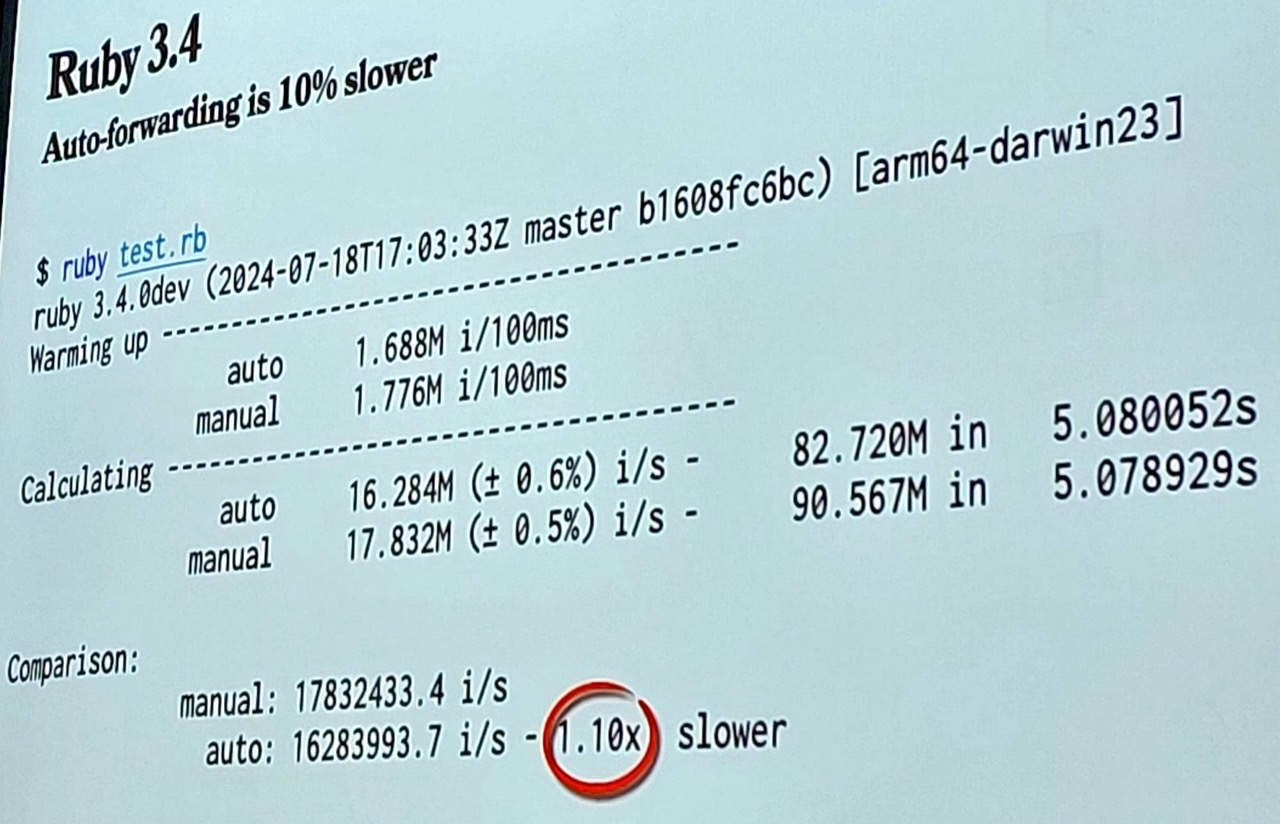 Ruby 3.4
Auto-forwarding is 10% slower
$ ruby test.rb
ruby 3.4.0dev (2024-07-18T17:03:33Z master b1608fc6bc) [arm64-darwin23]
Warming up --------------------------------------
auto 1.688M i/100ms
manual 1.776M i/100ms
Calculating -------------------------------------
auto 16.284M (± 0.6%) i/s - 82.720M in 5.080052s
manual 17.832M (± 0.5%) i/s - 90.567M in 5.078929s
Comparison:
manual: 17832433.4 i/s
auto: 16283993.7 i/s - 1.10x slower